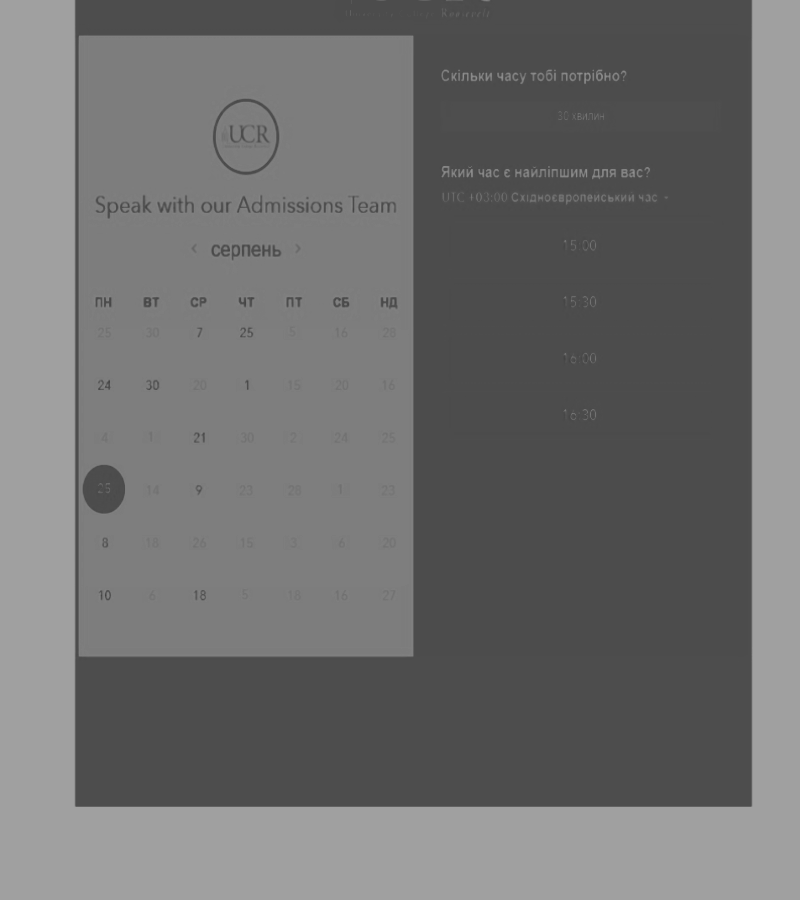 Roosevelt
UCR
Speak with our Admissions Team
‹ серпень ›
ПН ВТ СР ЧТ ПТ СБ НД
25 30 7 25 5 16 28
24 30 20 1 15 20 16
4 1 21 30 2 24 25
25 14 9 23 28 1 23
8 18 26 15 3 6 20
10 6 18 5 18 16 27
Скільки часу тобі потрібно?
30 хвилин
Який час є найліпшим для вас?
UTC +03:00 Східноєвропейський час
15:00
15:30
16:00
16:30